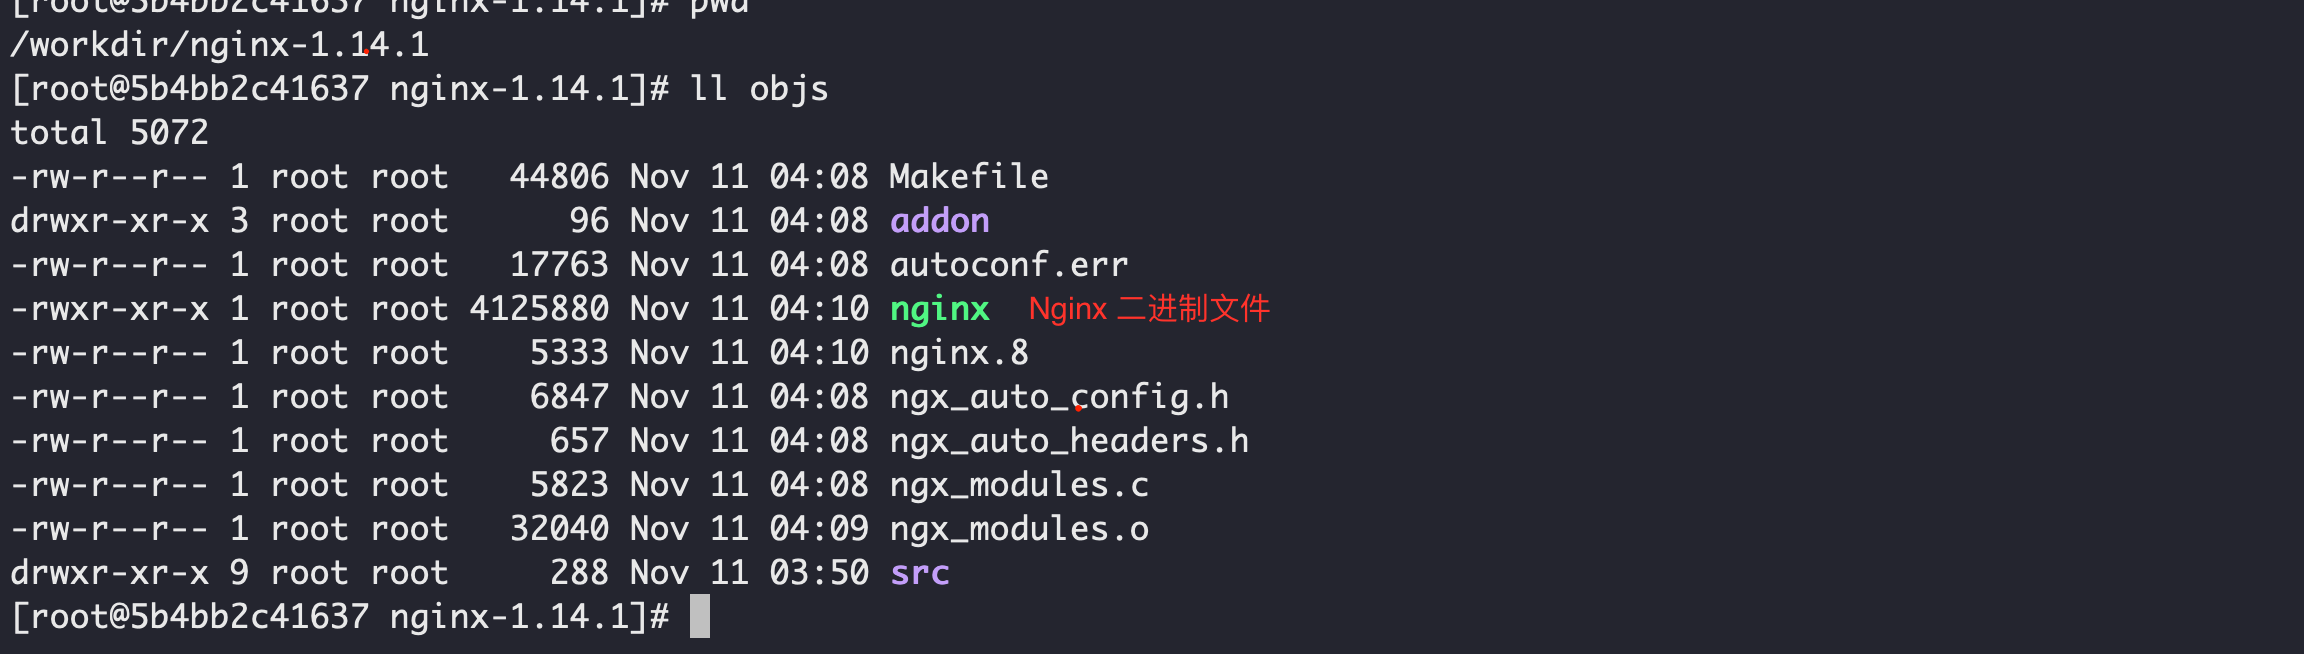 [root@5b4bb2c41637 nginx-1.14.1]# pwd
/workdir/nginx-1.14.1
[root@5b4bb2c41637 nginx-1.14.1]# ll objs
total 5072
-rw-r--r-- 1 root root   44806 Nov 11 04:08 Makefile
drwxr-xr-x 3 root root      96 Nov 11 04:08 addon
-rw-r--r-- 1 root root   17763 Nov 11 04:08 autoconf.err
-rwxr-xr-x 1 root root 4125880 Nov 11 04:10 nginx Nginx 二进制文件
-rw-r--r-- 1 root root    5333 Nov 11 04:10 nginx.8
-rw-r--r-- 1 root root    6847 Nov 11 04:08 ngx_auto_config.h
-rw-r--r-- 1 root root     657 Nov 11 04:08 ngx_auto_headers.h
-rw-r--r-- 1 root root    5823 Nov 11 04:08 ngx_modules.c
-rw-r--r-- 1 root root   32040 Nov 11 04:09 ngx_modules.o
drwxr-xr-x 9 root root     288 Nov 11 03:50 src
[root@5b4bb2c41637 nginx-1.14.1]#